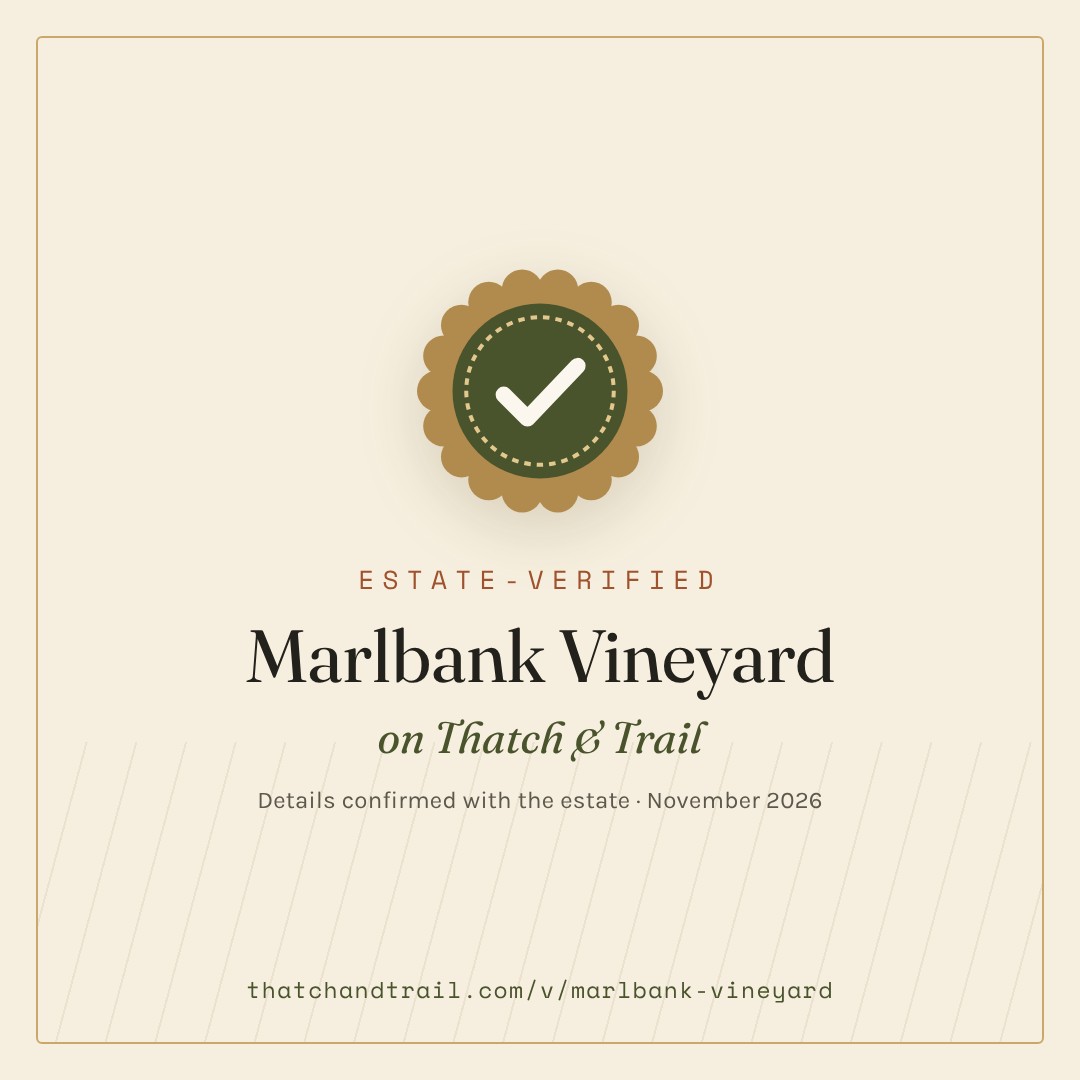 ESTATE-VERIFIED
Marlbank Vineyard
on Thatch & Trail
Details confirmed with the estate · November 2026
thatchandtrail.com/v/marlbank-vineyard